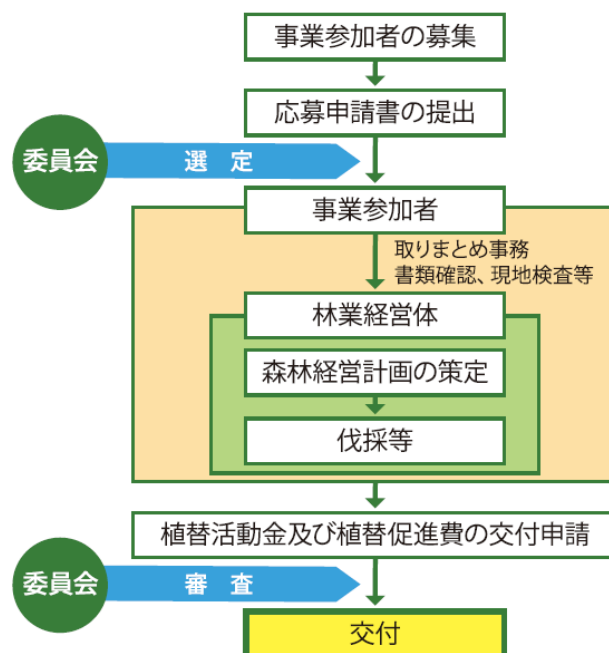 事業参加者の募集
応募申請書の提出
委員会
選 定
事業参加者
取りまとめ事務
書類確認、現地検査等
林業経営体
森林経営計画の策定
伐採等
植替活動金及び植替促進費の交付申請
委員会
審 査
交付